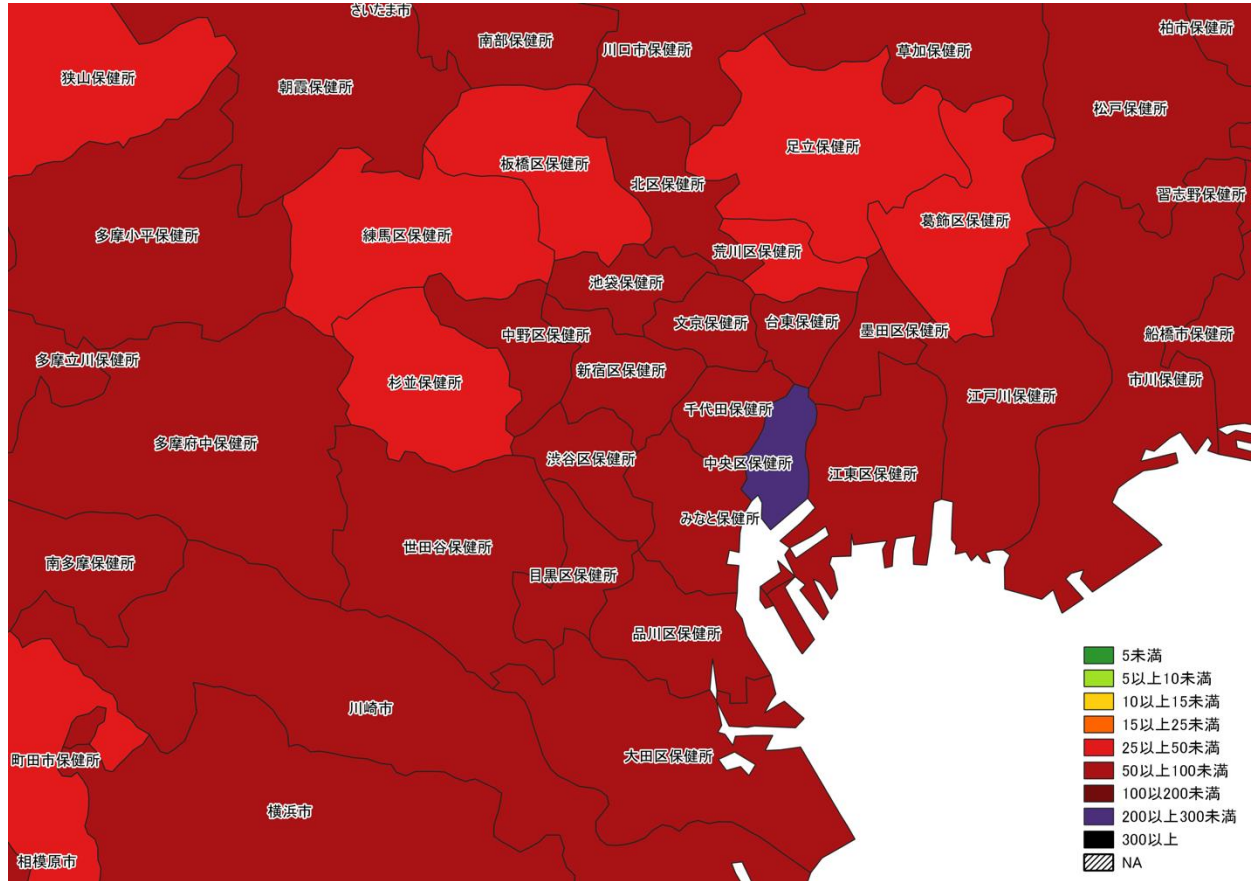 さいたま市
柏市保健所
南部保健所
川口市保健所
草加保健所
狭山保健所
朝霞保健所
松戸保健所
足立保健所
板橋区保健所
北区保健所
習志野保健所
葛飾区保健所
多摩小平保健所
練馬区保健所
荒川区保健所
池袋保健所
文京保健所
台東保健所
墨田区保健所
中野区保健所
船橋市保健所
多摩立川保健所
新宿区保健所
杉並保健所
市川保健所
江戸川保健所
千代田保健所
多摩府中保健所
渋谷区保健所
中央区保健所
江東区保健所
みなと保健所
世田谷保健所
南多摩保健所
目黒区保健所
品川区保健所
川崎市
大田区保健所
町田市保健所
横浜市
相模原市
5未満
5以上10未満
10以上15未満
15以上25未満
25以上50未満
50以上100未満
100以200未満
200以上300未満
300以上
NA